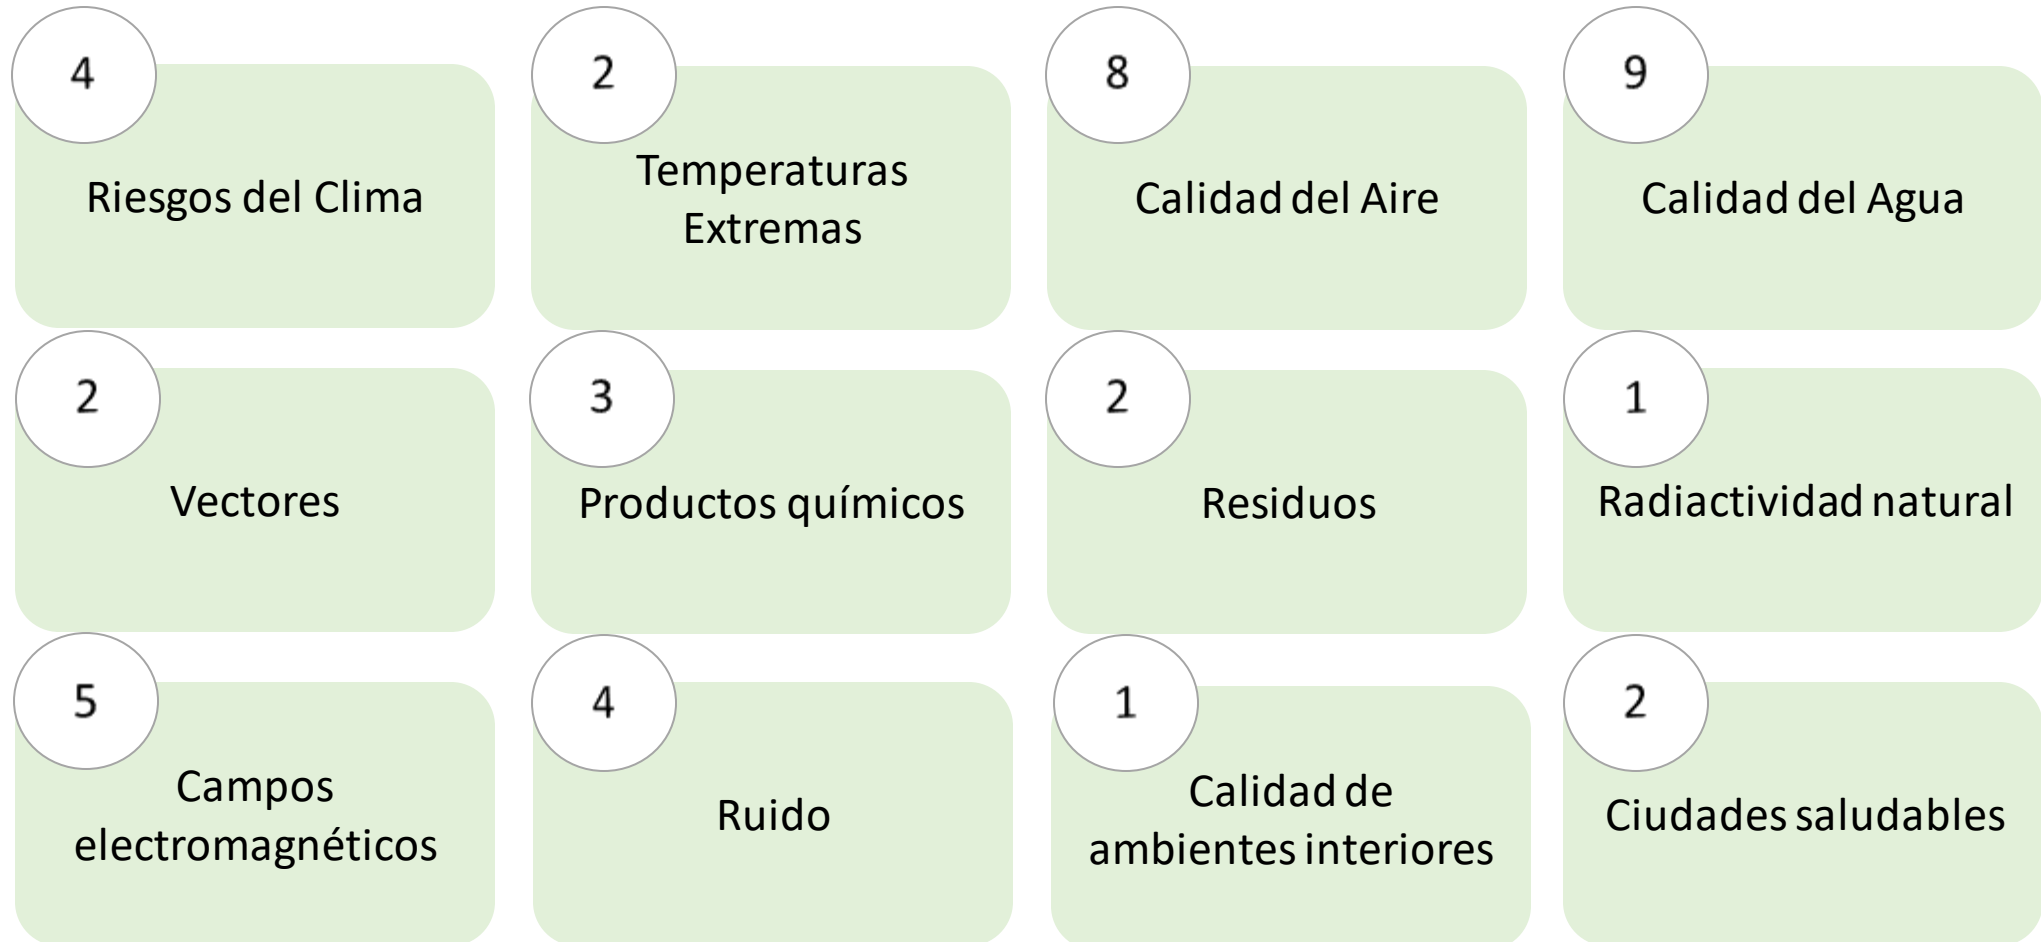 4
Riesgos del Clima
2
Temperaturas
Extremas
8
Calidad del Aire
9
Calidad del Agua
2
Vectores
3
Productos químicos
2
Residuos
1
Radiactividad natural
5
Campos
electromagnéticos
4
Ruido
1
Calidad de
ambientes interiores
2
Ciudades saludables